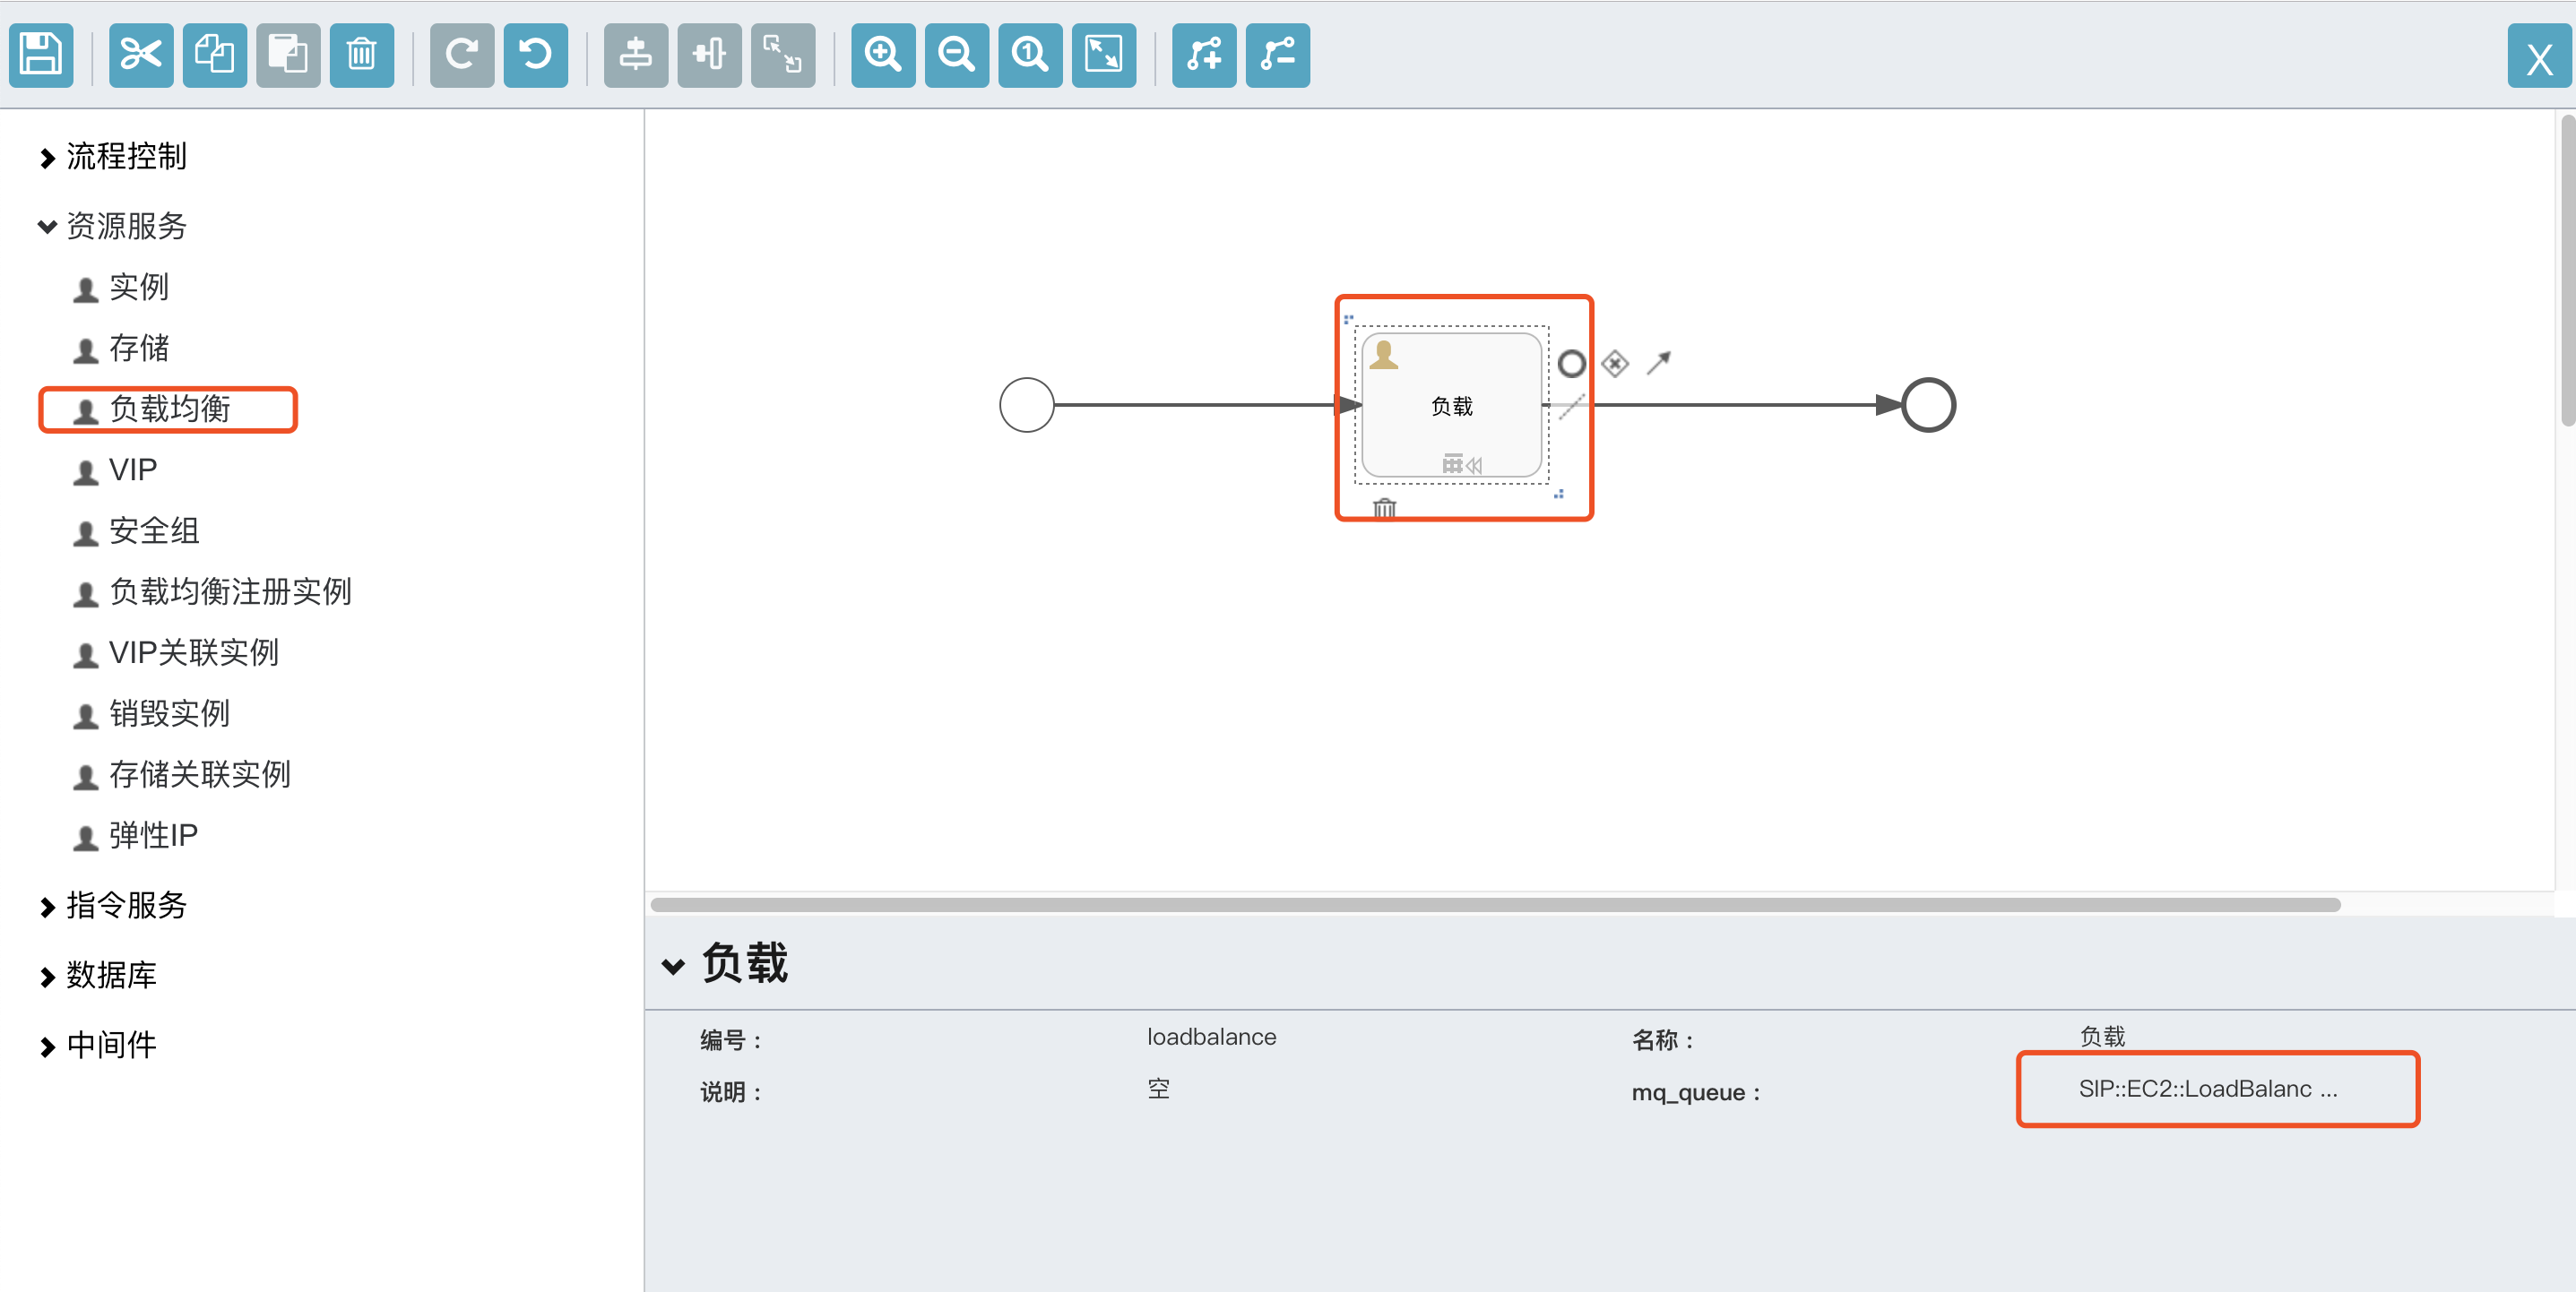 X
流程控制
资源服务
实例
存储
负载均衡
VIP
安全组
负载均衡注册实例
VIP关联实例
销毁实例
存储关联实例
弹性IP
指令服务
数据库
中间件
负载
负载
编号： loadbalance 名称： 负载
说明： 空 mq_queue： SIP::EC2::LoadBalanc ...